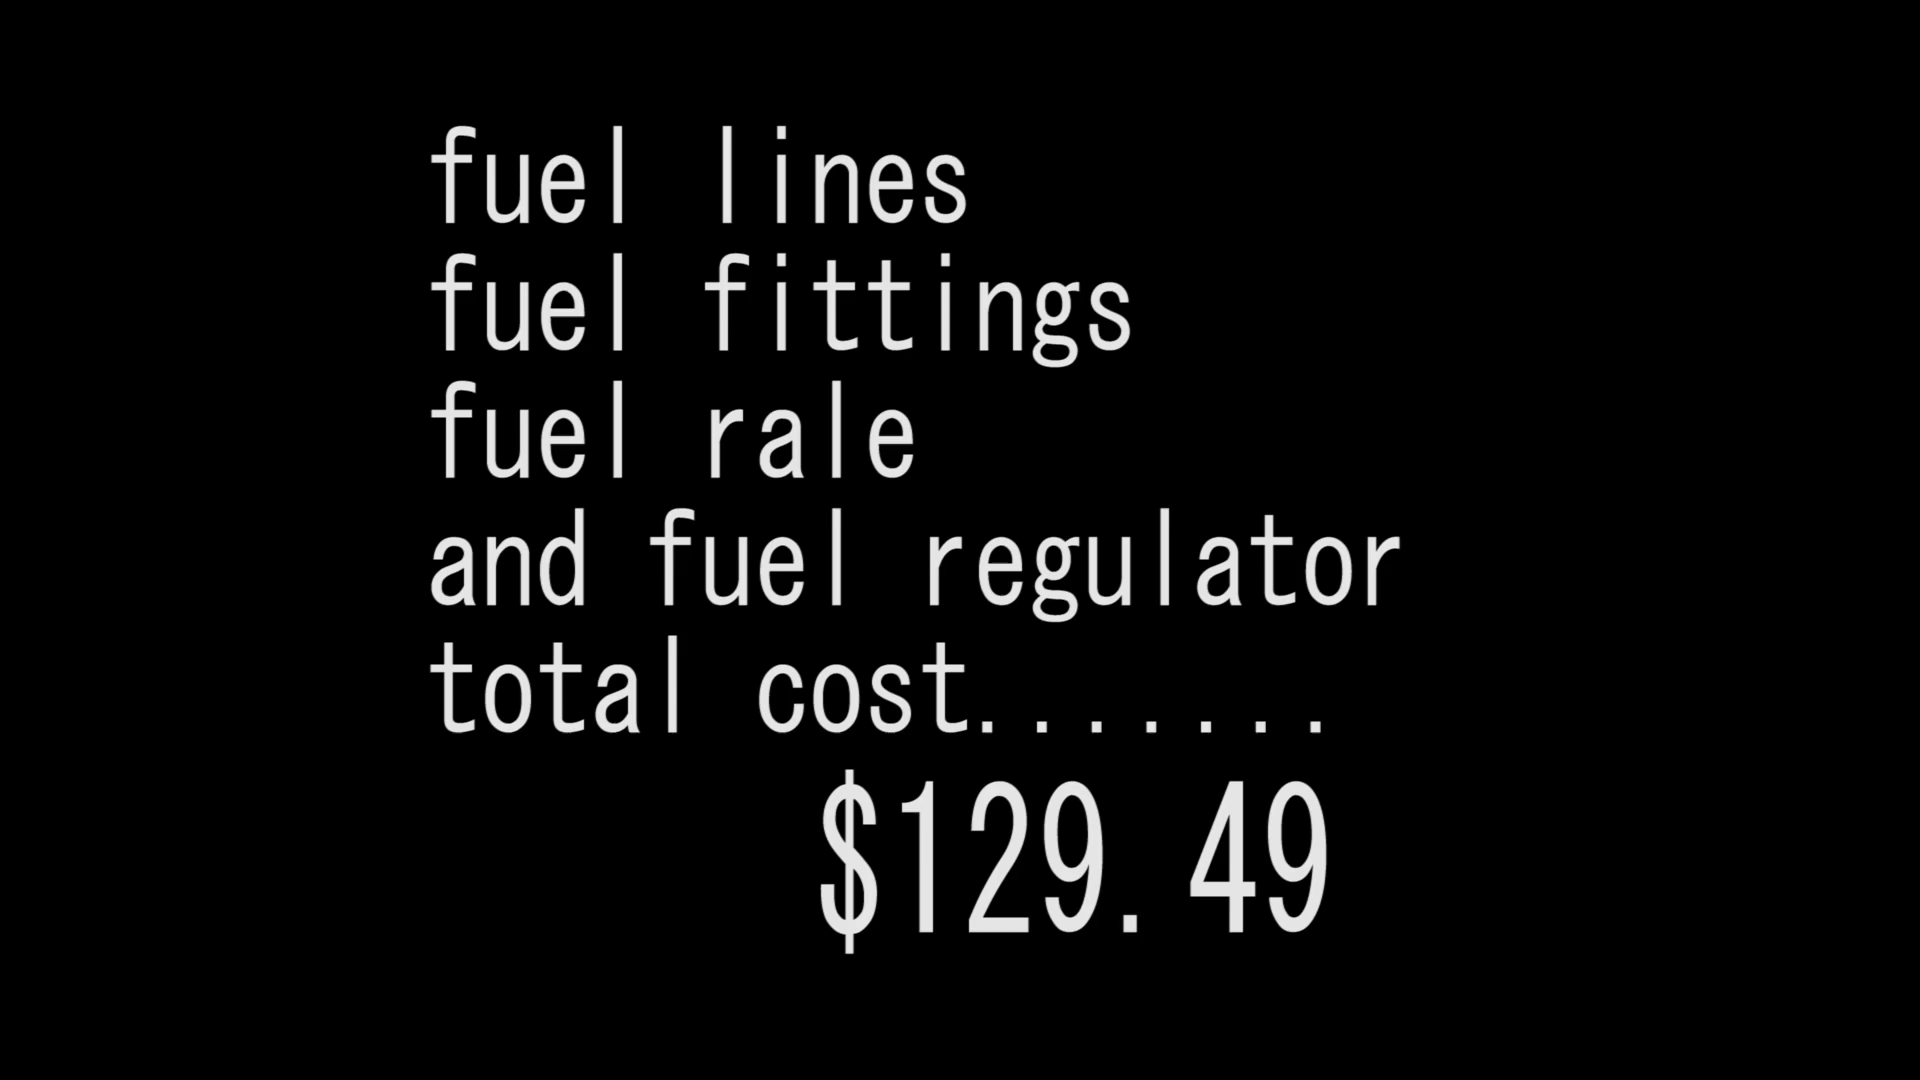 fuel lines
fuel fittings
fuel rale
and fuel regulator
total cost.......
$129.49